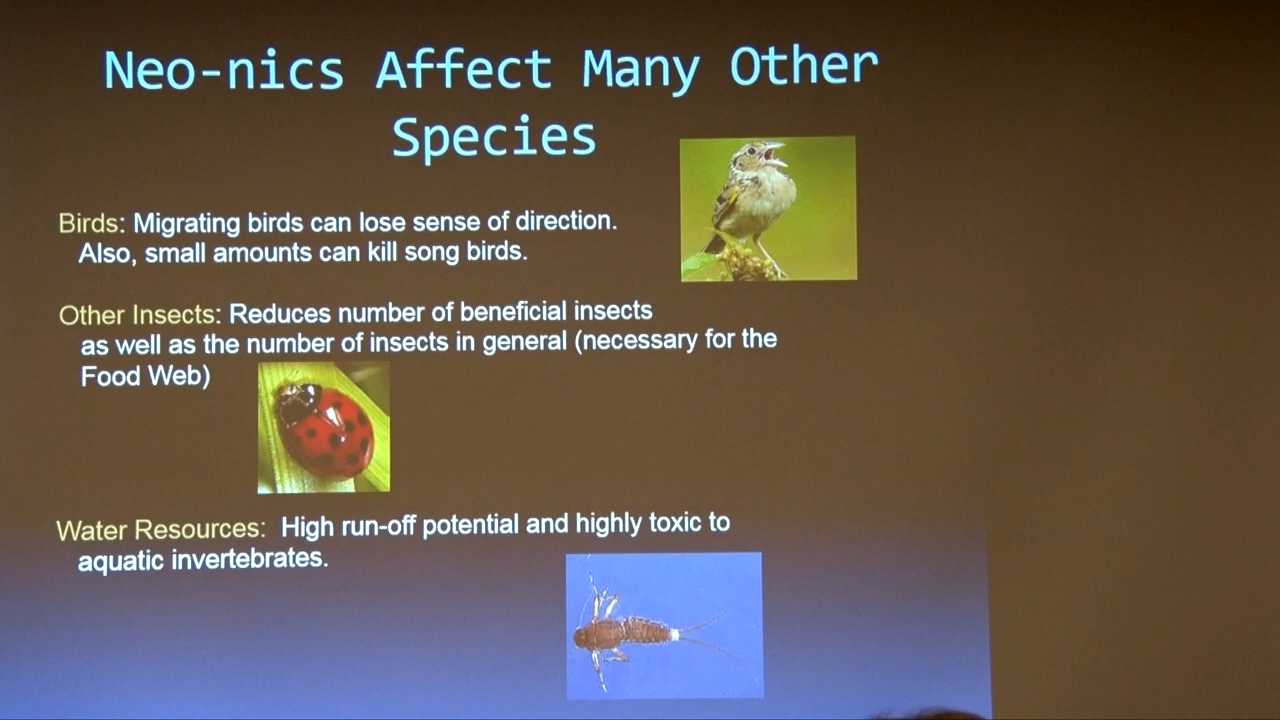 Neo-nics Affect Many Other
Species
Birds: Migrating birds can lose sense of direction.
Also, small amounts can kill song birds.
Other Insects: Reduces number of beneficial insects
as well as the number of insects in general (necessary for the
Food Web)
Water Resources: High run-off potential and highly toxic to
aquatic invertebrates.